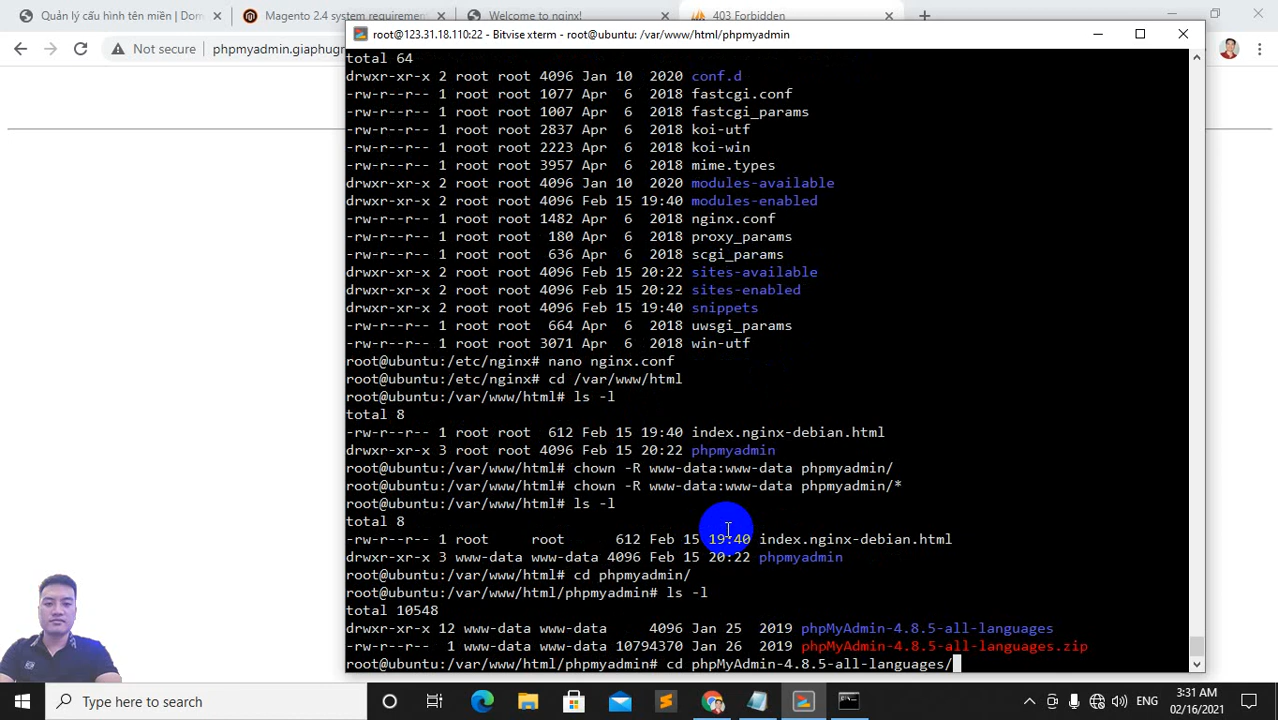 Quản lý cấu hình tên miền | Dom
Magento 2.4 system requirement
Welcome to nginx!
403 Forbidden
Not secure
phpmyadmin.giaphugr
root@123.31.18.110:22 - Bitvise xterm - root@ubuntu: /var/www/html/phpmyadmin
total 64
drwxr-xr-x 2 root root 4096 Jan 10  2020 conf.d
-rw-r--r-- 1 root root 1077 Apr  6  2018 fastcgi.conf
-rw-r--r-- 1 root root 1007 Apr  6  2018 fastcgi_params
-rw-r--r-- 1 root root 2837 Apr  6  2018 koi-utf
-rw-r--r-- 1 root root 2223 Apr  6  2018 koi-win
-rw-r--r-- 1 root root 3957 Apr  6  2018 mime.types
drwxr-xr-x 2 root root 4096 Jan 10  2020 modules-available
drwxr-xr-x 2 root root 4096 Feb 15 19:40 modules-enabled
-rw-r--r-- 1 root root 1482 Apr  6  2018 nginx.conf
-rw-r--r-- 1 root root  180 Apr  6  2018 proxy_params
-rw-r--r-- 1 root root  636 Apr  6  2018 scgi_params
drwxr-xr-x 2 root root 4096 Feb 15 20:22 sites-available
drwxr-xr-x 2 root root 4096 Feb 15 20:22 sites-enabled
drwxr-xr-x 2 root root 4096 Feb 15 19:40 snippets
-rw-r--r-- 1 root root  664 Apr  6  2018 uwsgi_params
-rw-r--r-- 1 root root 3071 Apr  6  2018 win-utf
root@ubuntu:/etc/nginx# nano nginx.conf
root@ubuntu:/etc/nginx# cd /var/www/html
root@ubuntu:/var/www/html# ls -l
total 8
-rw-r--r-- 1 root root  612 Feb 15 19:40 index.nginx-debian.html
drwxr-xr-x 3 root root 4096 Feb 15 20:22 phpmyadmin
root@ubuntu:/var/www/html# chown -R www-data:www-data phpmyadmin/
root@ubuntu:/var/www/html# chown -R www-data:www-data phpmyadmin/*
root@ubuntu:/var/www/html# ls -l
total 8
-rw-r--r-- 1 root     root      612 Feb 15 19:40 index.nginx-debian.html
drwxr-xr-x 3 www-data www-data 4096 Feb 15 20:22 phpmyadmin
root@ubuntu:/var/www/html# cd phpmyadmin/
root@ubuntu:/var/www/html/phpmyadmin# ls -l
total 10548
drwxr-xr-x 12 www-data www-data     4096 Jan 25  2019 phpMyAdmin-4.8.5-all-languages
-rw-r--r--  1 www-data www-data 10794370 Jan 26  2019 phpMyAdmin-4.8.5-all-languages.zip
root@ubuntu:/var/www/html/phpmyadmin# cd phpMyAdmin-4.8.5-all-languages/
Type here to search
ENG
3:31 AM
02/16/2021